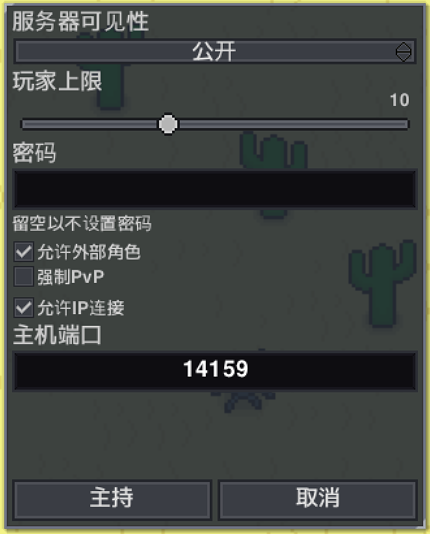 服务器可见性
公开
玩家上限
10
密码
留空以不设置密码
允许外部角色
强制PvP
允许IP连接
主机端口
14159
主持
取消